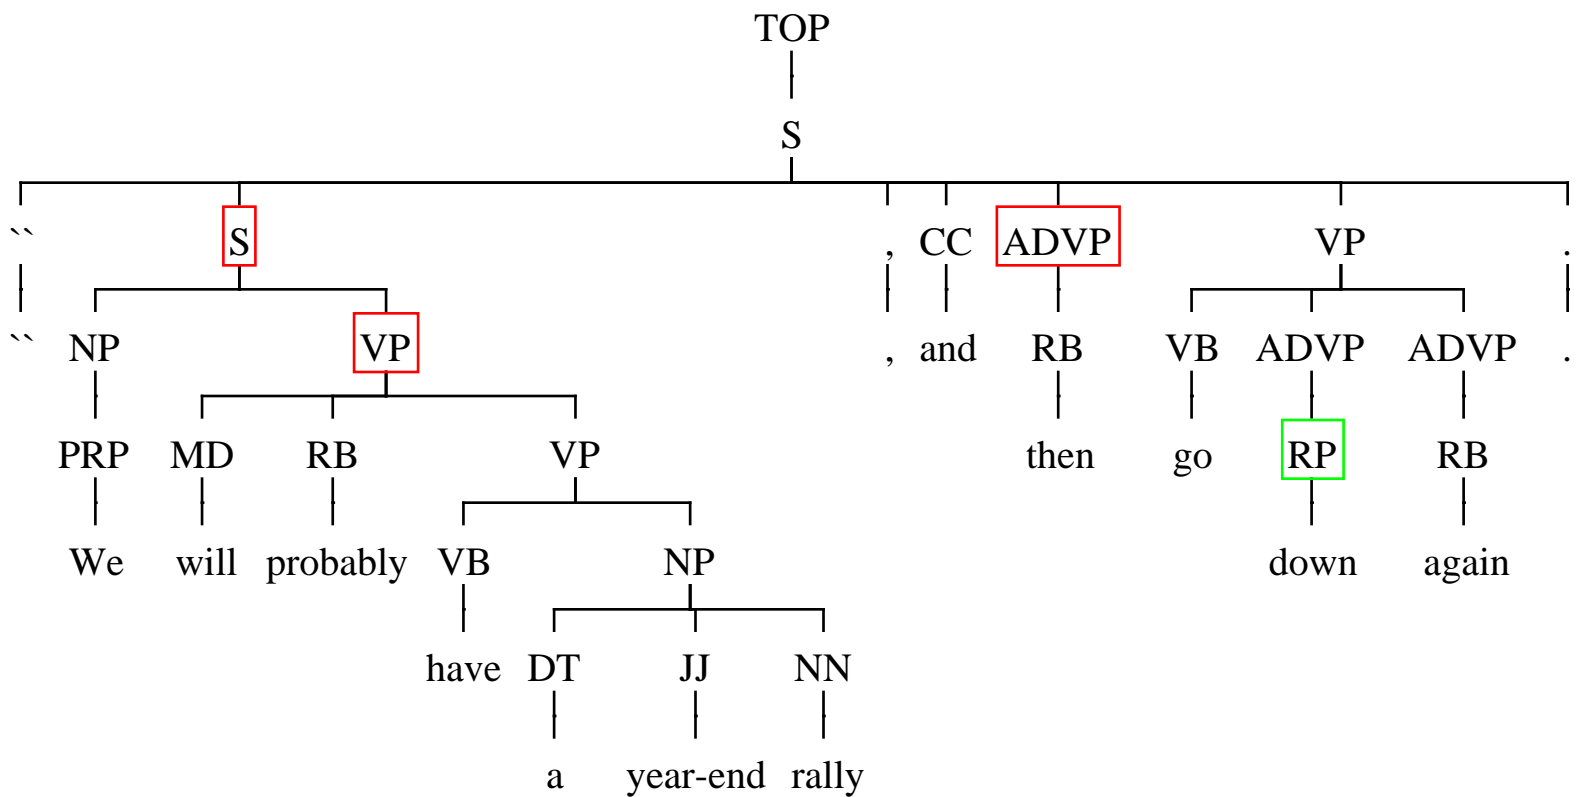 TOP
S
`` S , CC ADVP VP .
`` NP VP , and RB VB ADVP ADVP .
PRP MD RB VP then go RP RB
We will probably VB NP down again
have DT JJ NN
a year-end rally